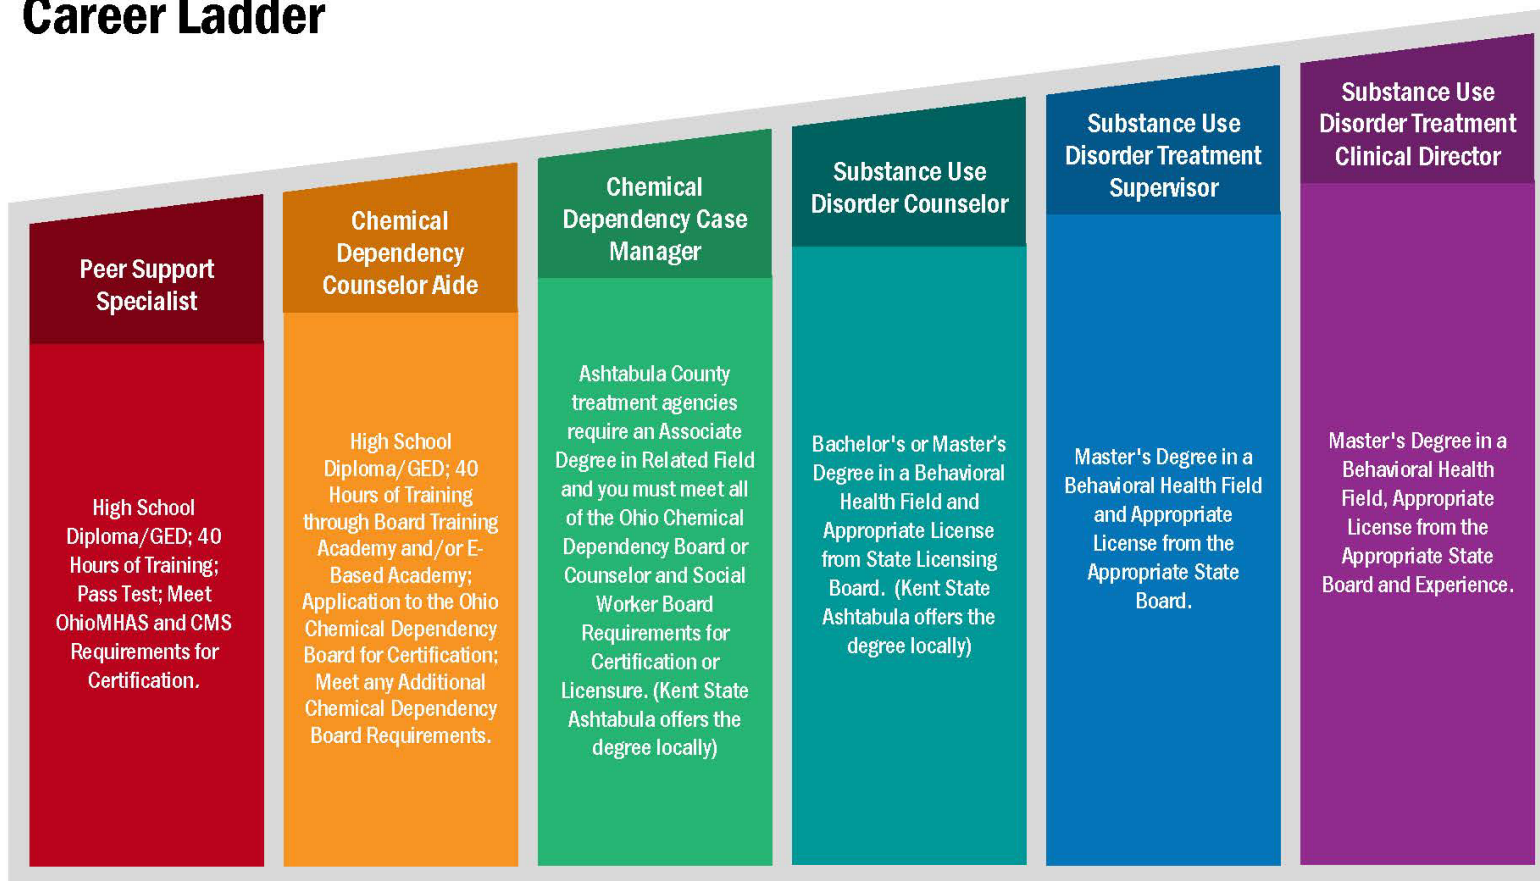 Career Ladder
Peer Support
Specialist
High School
Diploma/GED; 40
Hours of Training;
Pass Test; Meet
OhioMHAS and CMS
Requirements for
Certification.
Chemical
Dependency
Counselor Aide
High School
Diploma/GED; 40
Hours of Training
through Board Training
Academy and/or E-
Based Academy;
Application to the Ohio
Chemical Dependency
Board for Certification;
Meet any Additional
Chemical Dependency
Board Requirements.
Chemical
Dependency Case
Manager
Ashtabula County
treatment agencies
require an Associate
Degree in Related Field
and you must meet all
of the Ohio Chemical
Dependency Board or
Counselor and Social
Worker Board
Requirements for
Certification or
Licensure. (Kent State
Ashtabula offers the
degree locally)
Substance Use
Disorder Counselor
Bachelor's or Master's
Degree in a Behavioral
Health Field and
Appropriate License
from State Licensing
Board. (Kent State
Ashtabula offers the
degree locally)
Substance Use
Disorder Treatment
Supervisor
Master's Degree in a
Behavioral Health Field
and Appropriate
License from the
Appropriate State
Board.
Substance Use
Disorder Treatment
Clinical Director
Master's Degree in a
Behavioral Health
Field, Appropriate
License from the
Appropriate State
Board and Experience.